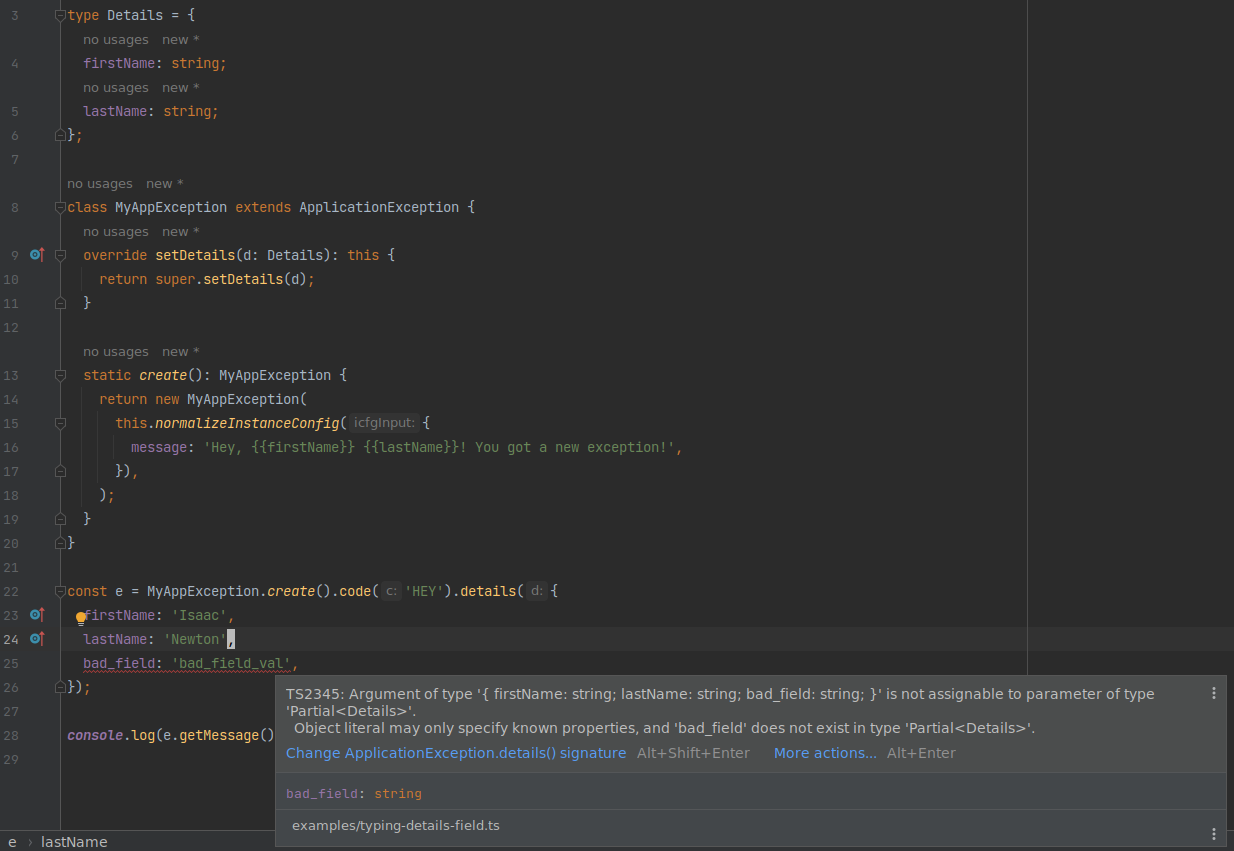 3 type Details = {
no usages new *
4 firstName: string;
no usages new *
5 lastName: string;
6 };
7
no usages new *
8 class MyAppException extends ApplicationException {
no usages new *
9 override setDetails(d: Details): this {
10 return super.setDetails(d);
11 }
12
no usages new *
13 static create(): MyAppException {
14 return new MyAppException(
15 this.normalizeInstanceConfig( icfgInput: {
16 message: 'Hey, {{firstName}} {{lastName}}! You got a new exception!',
17 }),
18 );
19 }
20 }
21
22 const e = MyAppException.create().code( c: 'HEY').details( d: {
23 firstName: 'Isaac',
24 lastName: 'Newton',
25 bad_field: 'bad_field_val',
26 });
27
28 console.log(e.getMessage()
29
TS2345: Argument of type '{ firstName: string; lastName: string; bad_field: string; }' is not assignable to parameter of type
'Partial<Details>'.
Object literal may only specify known properties, and 'bad_field' does not exist in type 'Partial<Details>'.
Change ApplicationException.details() signature Alt+Shift+Enter More actions... Alt+Enter
bad_field: string
examples/typing-details-field.ts
e › lastName